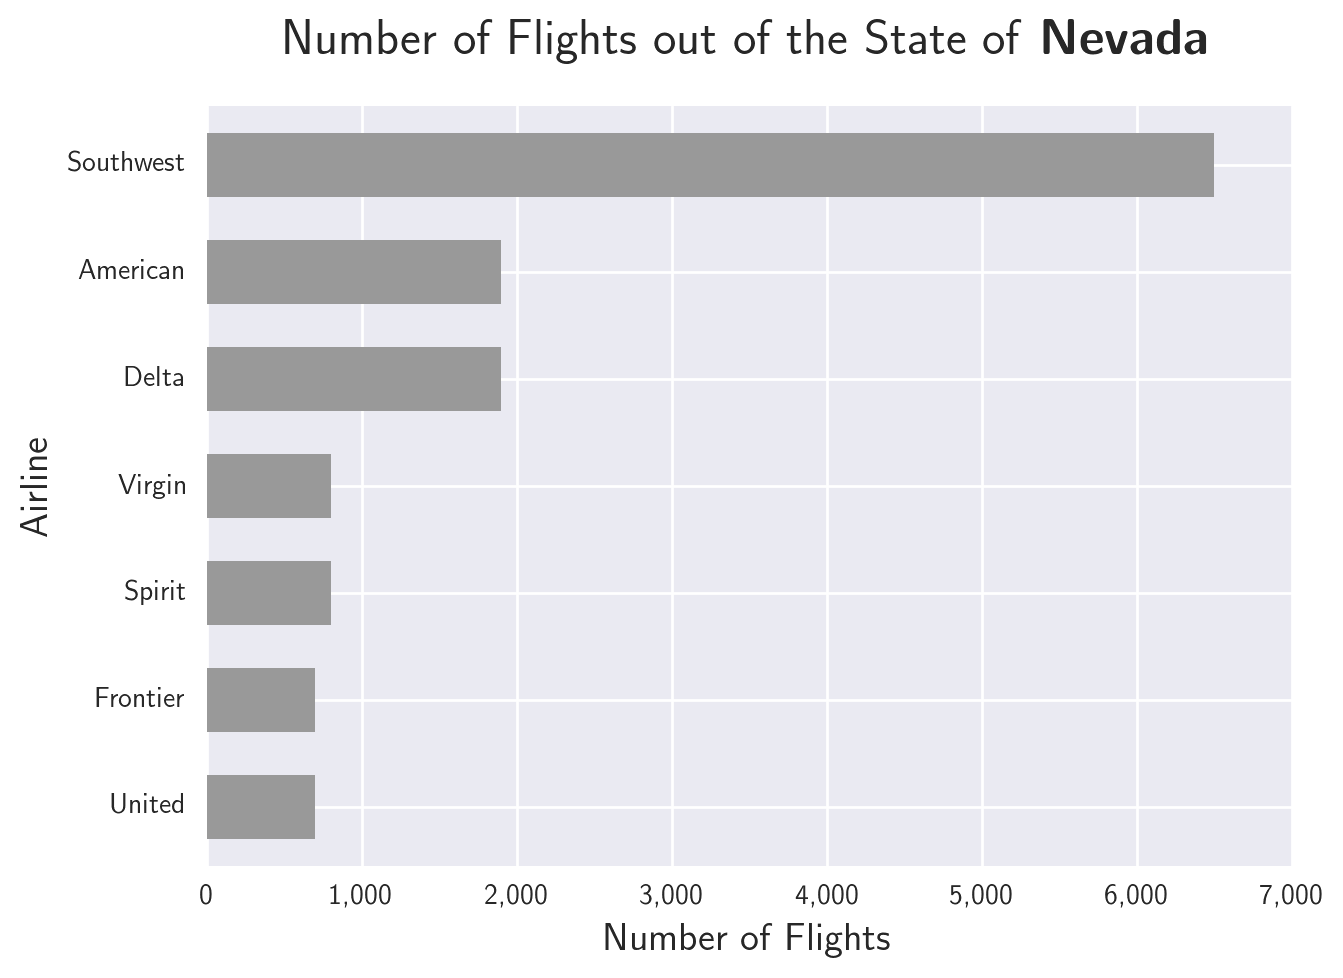 Number of Flights out of the State of Nevada
Southwest
American
Delta
Virgin
Spirit
Frontier
United
Airline
0 1,000 2,000 3,000 4,000 5,000 6,000 7,000
Number of Flights